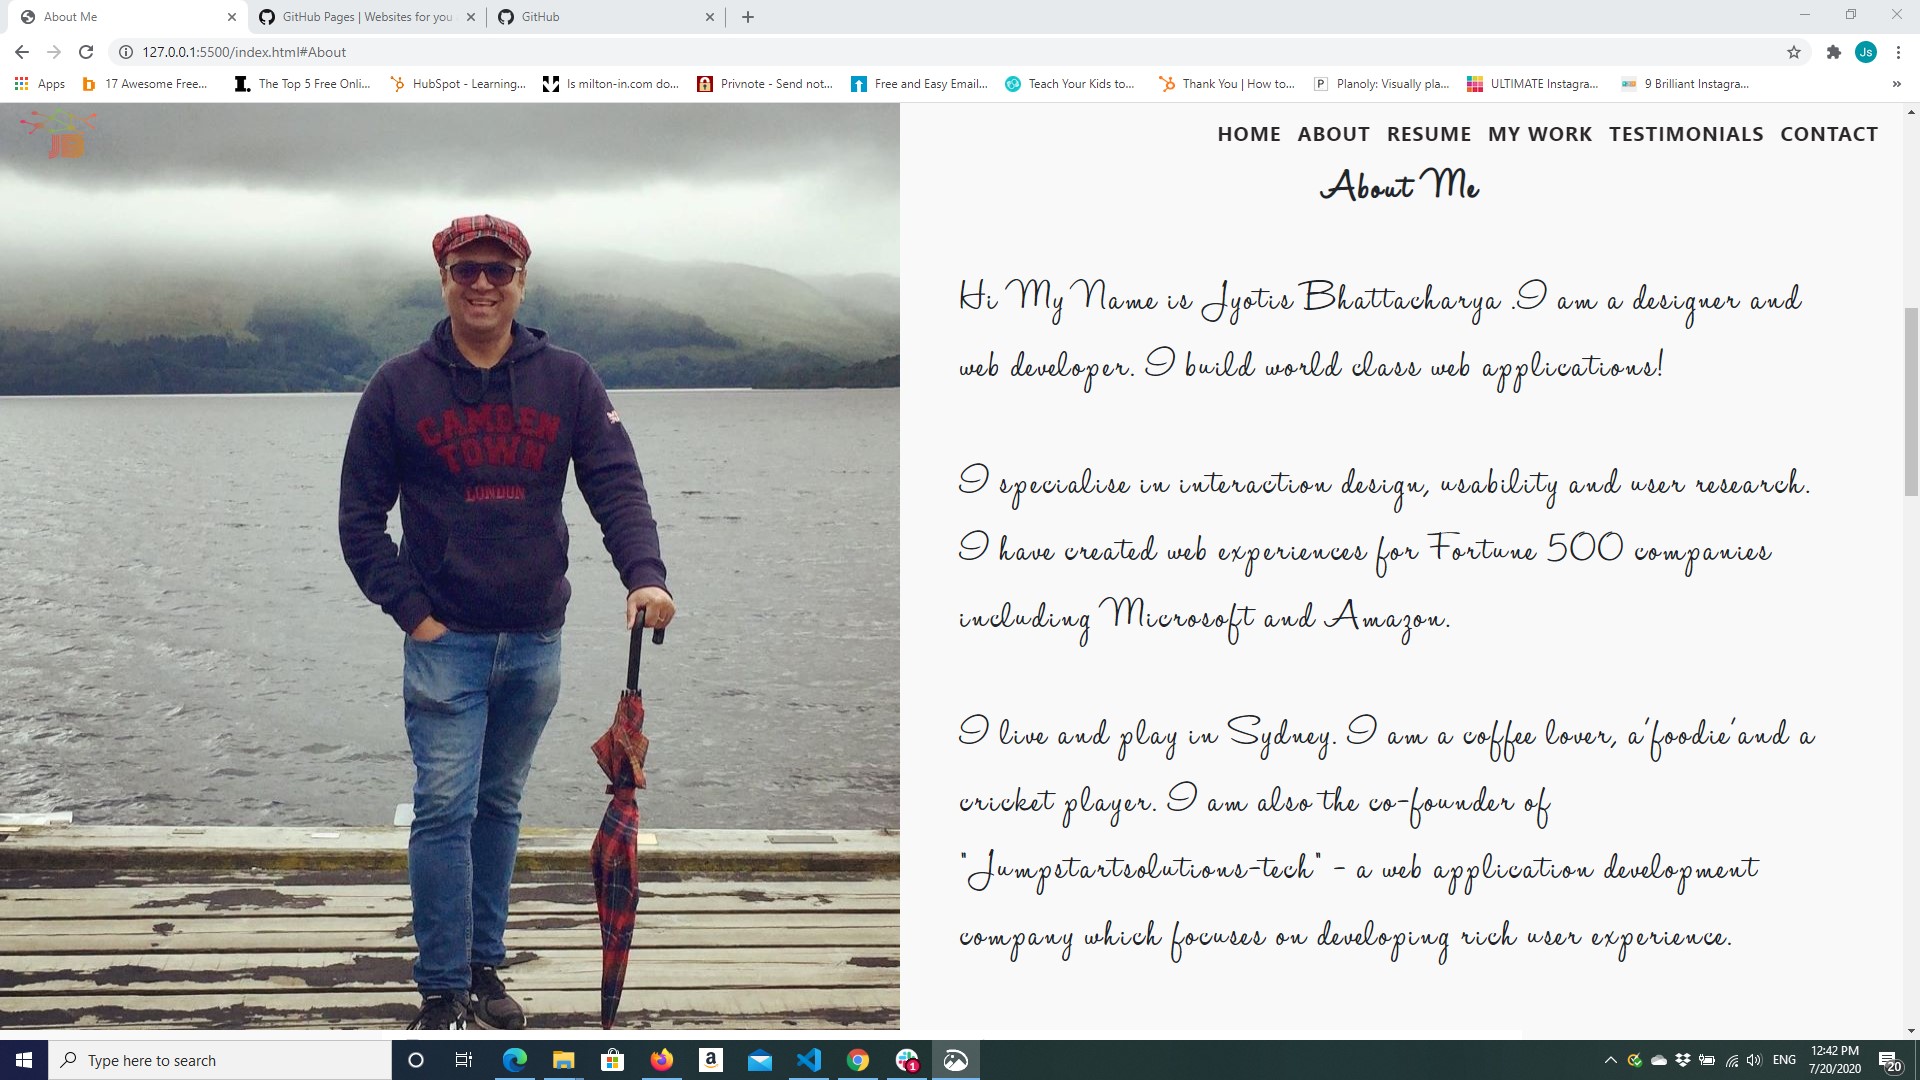 About Me
GitHub Pages | Websites for you
GitHub
127.0.0.1:5500/index.html#About
Js
Apps
17 Awesome Free...
The Top 5 Free Onli...
HubSpot - Learning...
Is milton-in.com do...
Privnote - Send not...
Free and Easy Email...
Teach Your Kids to...
Thank You | How to...
P
Planoly: Visually pla...
ULTIMATE Instagra...
9 Brilliant Instagra...
»
HOME ABOUT RESUME MY WORK TESTIMONIALS CONTACT
CAMDEN
TOWN
LONDON
About Me
Hi My Name is Jyotis Bhattacharya .I am a designer and
web developer. I build world class web applications!
I specialise in interaction design, usability and user research.
I have created web experiences for Fortune 500 companies
including Microsoft and Amazon.
I live and play in Sydney. I am a coffee lover, a'foodie'and a
cricket player. I am also the co-founder of
"Jumpstartsolutions-tech" - a web application development
company which focuses on developing rich user experience.
Type here to search
a
1
ENG
12:42 PM
7/20/2020
20